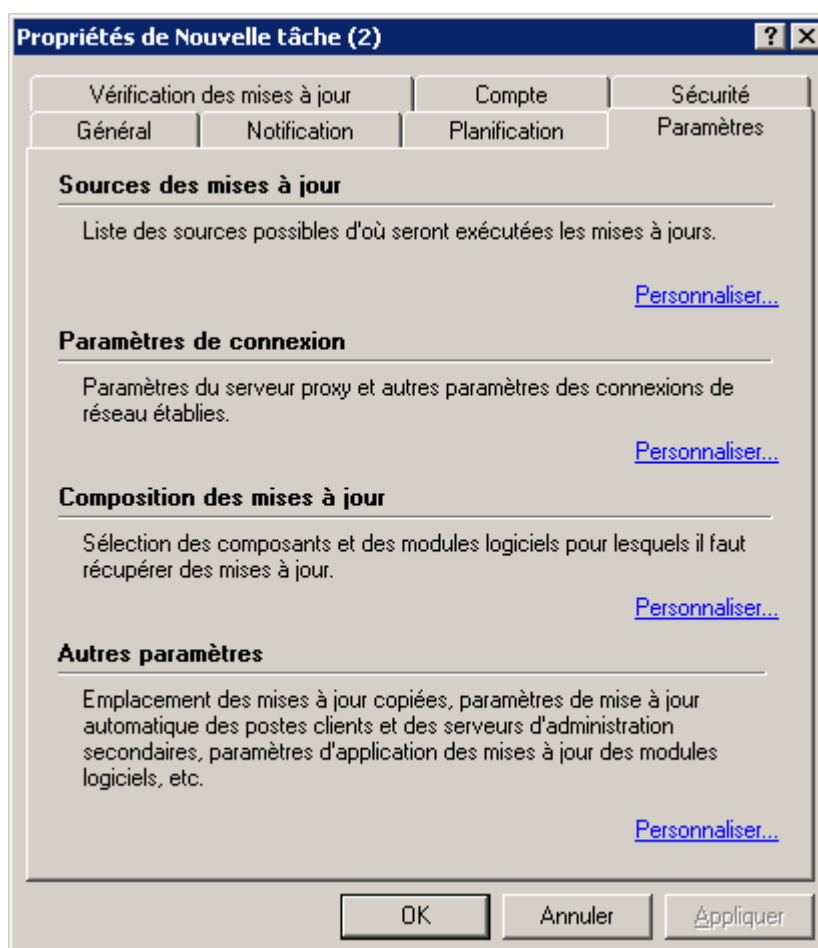 Propriétés de Nouvelle tâche (2)
Vérification des mises à jour
Compte
Sécurité
Général
Notification
Planification
Paramètres
Sources des mises à jour
Liste des sources possibles d'où seront exécutées les mises à jours.
Personnaliser...
Paramètres de connexion
Paramètres du serveur proxy et autres paramètres des connexions de
réseau établies.
Personnaliser...
Composition des mises à jour
Sélection des composants et des modules logiciels pour lesquels il faut
récupérer des mises à jour.
Personnaliser...
Autres paramètres
Emplacement des mises à jour copiées, paramètres de mise à jour
automatique des postes clients et des serveurs d'administration
secondaires, paramètres d'application des mises à jour des modules
logiciels, etc.
Personnaliser...
OK
Annuler
Appliquer